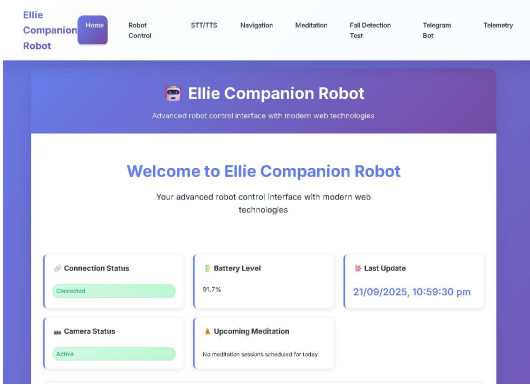 Ellie Companion Robot
Home
Robot Control
STT/TTS
Navigation
Meditation
Fall Detection Test
Telegram Bot
Telemetry
Ellie Companion Robot
Advanced robot control interface with modern web technologies
Welcome to Ellie Companion Robot
Your advanced robot control interface with modern web
technologies
Connection Status
Connected
Battery Level
91.7%
Last Update
21/09/2025, 10:59:30 pm
Camera Status
Active
Upcoming Meditation
No meditation sessions scheduled for today